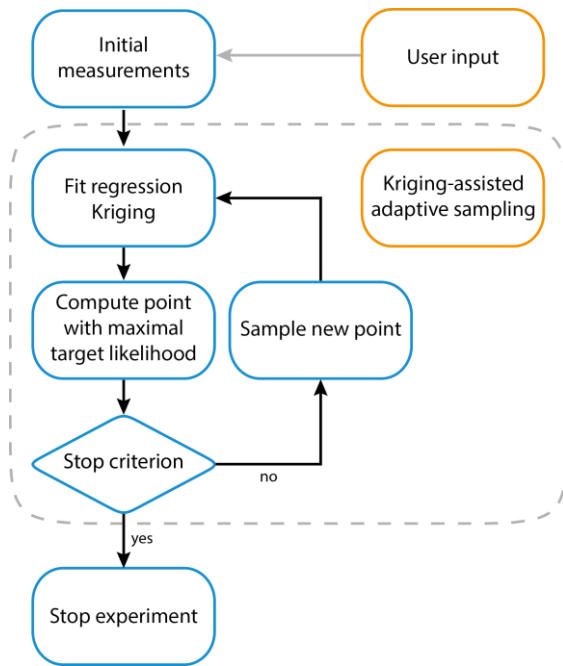 Initial
measurements
User input
Fit regression
Kriging
Kriging-assisted
adaptive sampling
Compute point
with maximal
target likelihood
Sample new point
Stop criterion
no
yes
Stop experiment